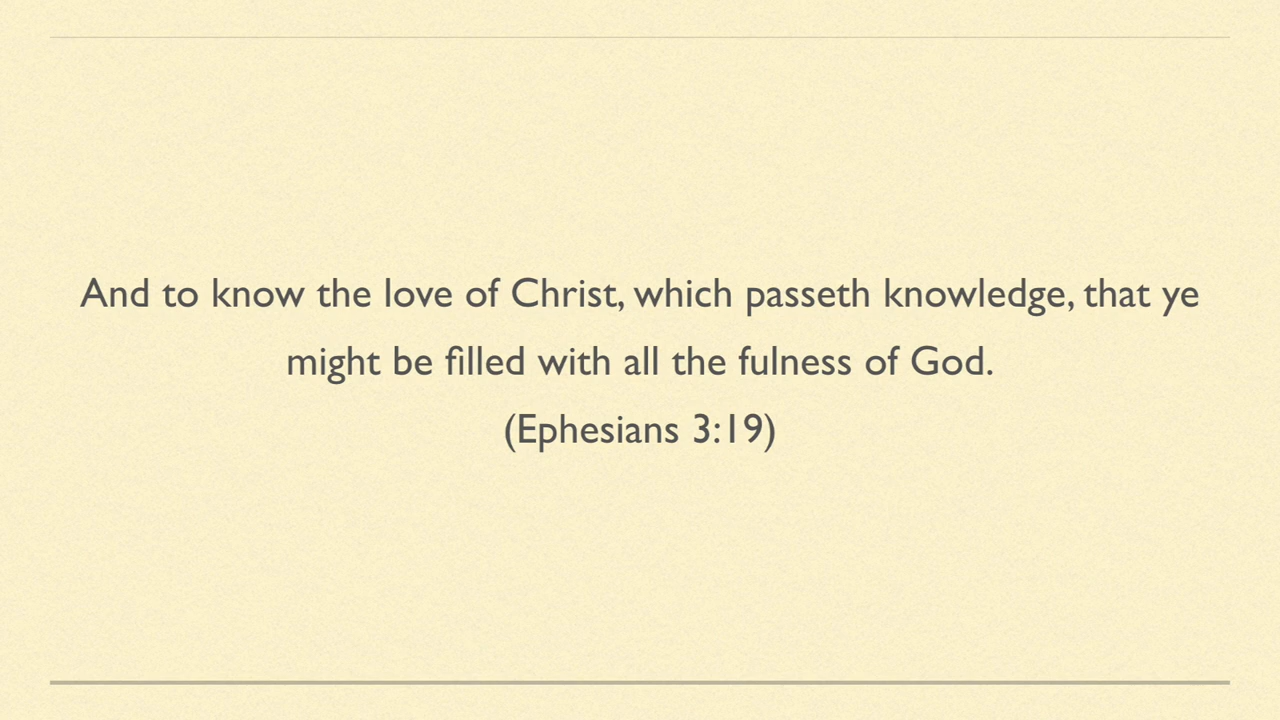 And to know the love of Christ, which passeth knowledge, that ye
might be filled with all the fulness of God.
(Ephesians 3:19)